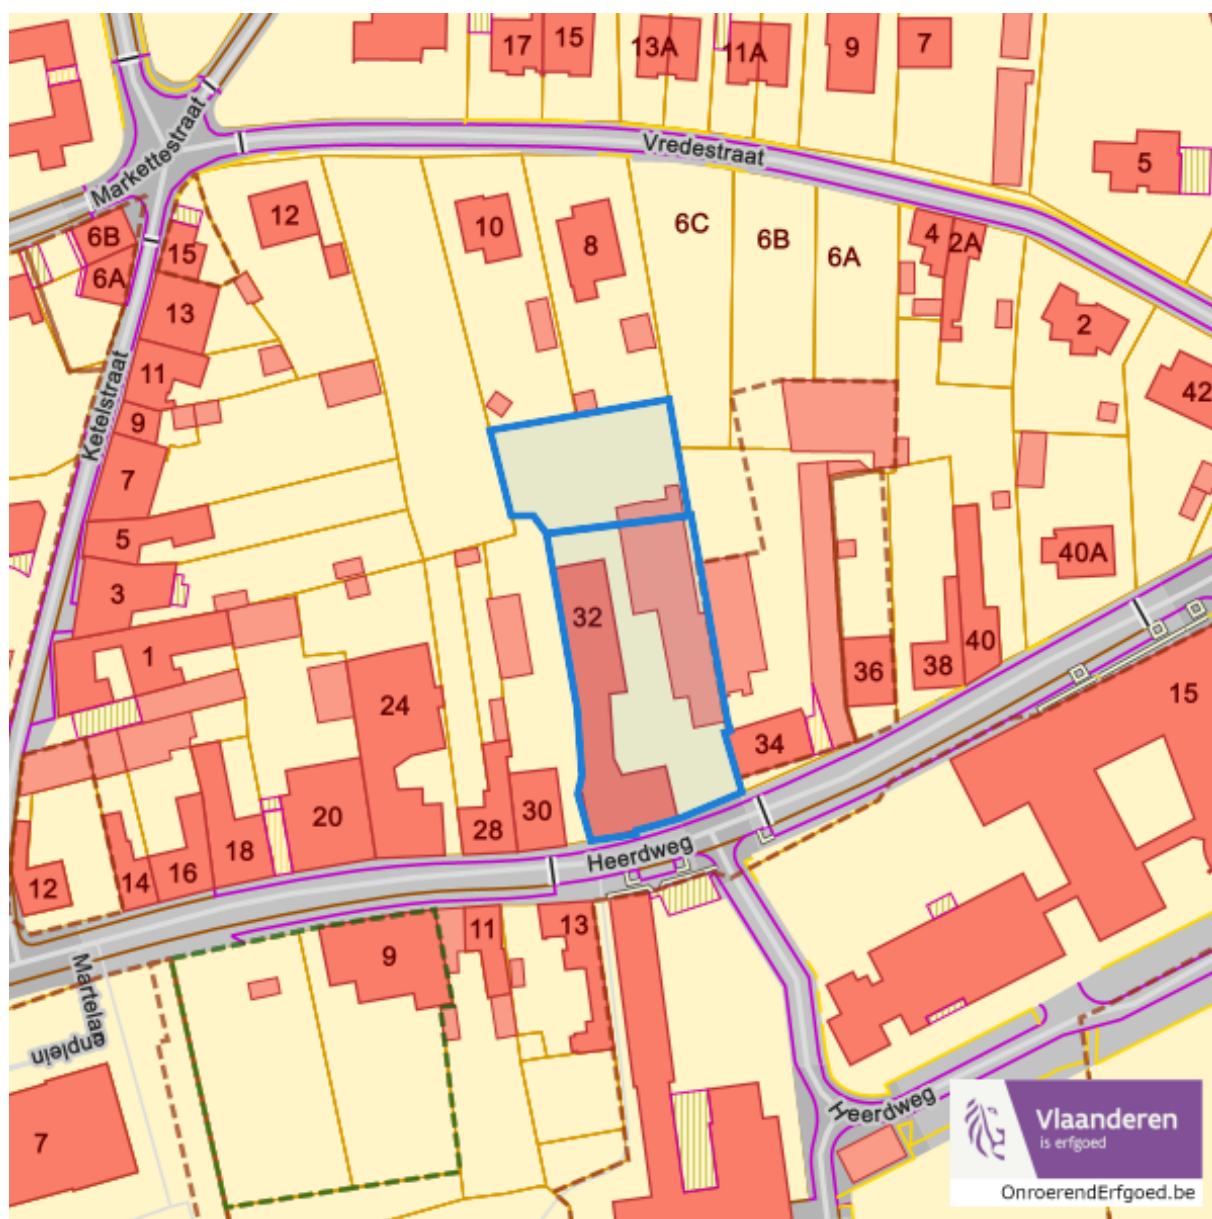 17
15
13A
11A
9
7
5
Vredestraat
Markettestraat
12
10
8
6C
6B
6A
4
2A
2
42
6B
6A
15
13
11
9
7
5
3
1
Ketelstraat
32
24
40A
36
38
40
15
34
30
28
20
18
16
14
12
Heerdweg
9
11
13
Martelar
enplein
7
Heerdweg
Vlaanderen
is erfgoed
OnroerendErfgoed.be